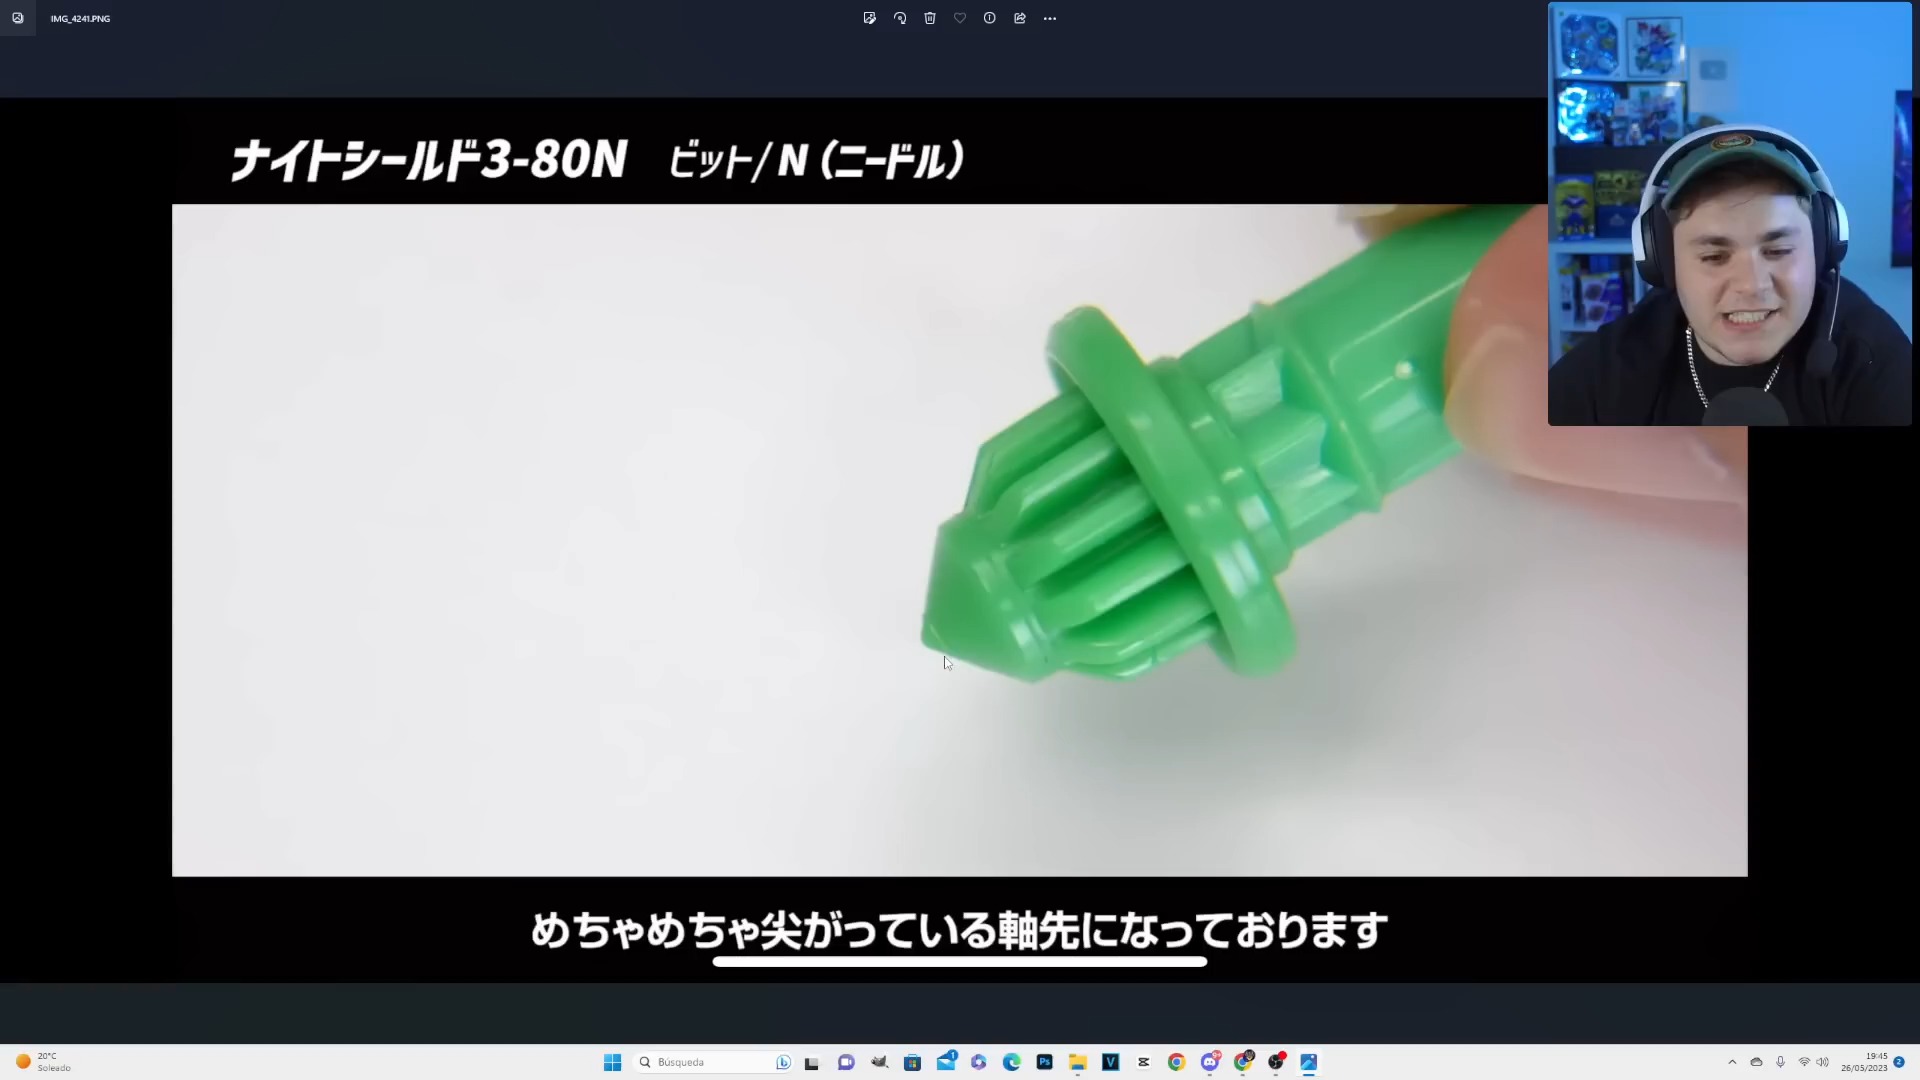 IMG_4241.PNG
ナイトシールド3-80N ビット/N(ニードル)
めちゃめちゃ尖がっている軸先になっております
20°C
Soleado
Búsqueda
19:45
26/05/2023